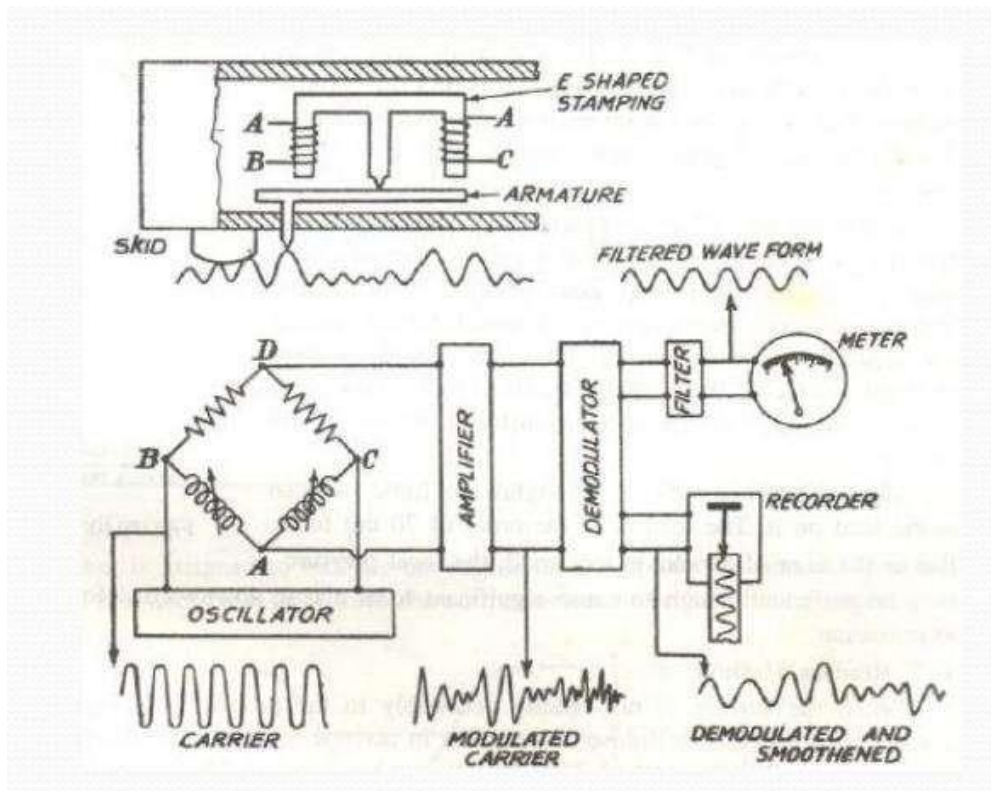 E SHAPED
STAMPING
A
A
B
C
ARMATURE
SKID
FILTERED WAVE FORM
METER
D
B
C
A
AMPLIFIER
DEMODULATOR
FILTER
RECORDER
OSCILLATOR
CARRIER
MODULATED
CARRIER
DEMODULATED AND
SMOOTHENED